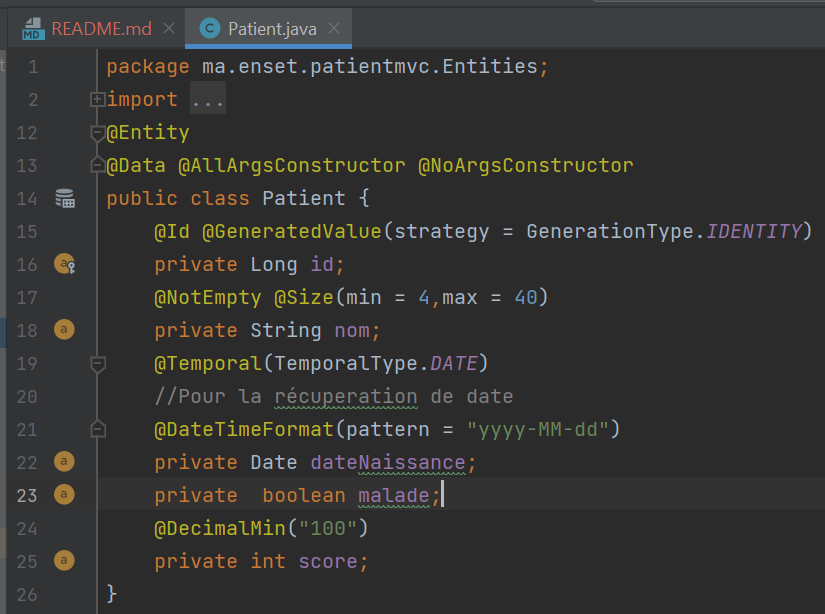 README.md Patient.java
1 package ma.enset.patientmvc.Entities;
2 import ...
12 @Entity
13 @Data @AllArgsConstructor @NoArgsConstructor
14 public class Patient {
15 @Id @GeneratedValue(strategy = GenerationType.IDENTITY)
16 private Long id;
17 @NotEmpty @Size(min = 4,max = 40)
18 private String nom;
19 @Temporal(TemporalType.DATE)
20 //Pour la récuperation de date
21 @DateTimeFormat(pattern = "yyyy-MM-dd")
22 private Date dateNaissance;
23 private  boolean malade;
24 @DecimalMin("100")
25 private int score;
26 }